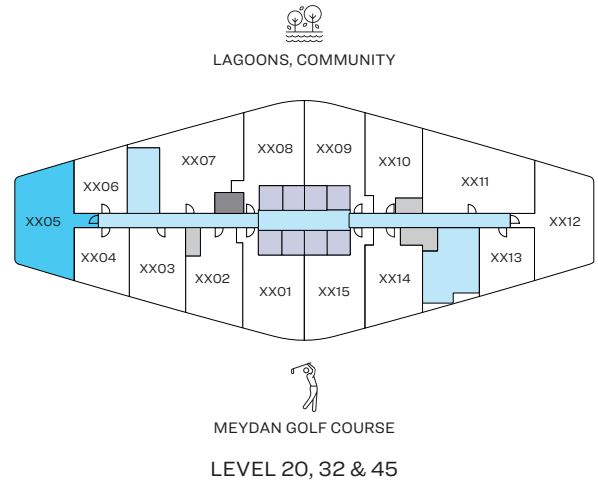 LAGOONS, COMMUNITY
XX08
XX09
XX07
XX10
XX06
XX11
XX05
XX12
XX04
XX03
XX02
XX01
XX15
XX14
XX13
MEYDAN GOLF COURSE
LEVEL 20, 32 & 45